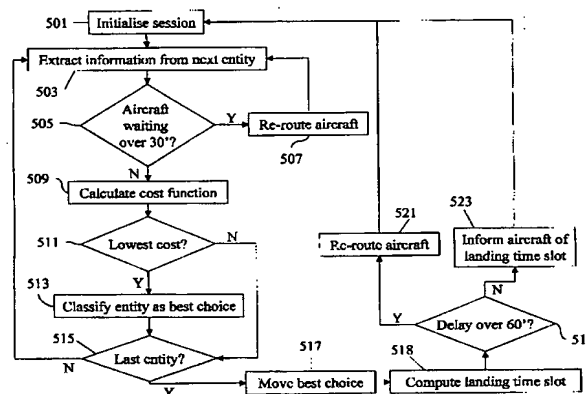 501
Initialise session
Extract information from next entity
503
505
Aircraft
waiting
over 30'?
Y
Re-route aircraft
507
N
509
Calculate cost function
511
Lowest cost?
N
Y
513
Classify entity as best choice
515
Last entity?
N
Y
517
Move best choice
518
Compute landing time slot
Delay over 60'?
51
Y
N
521
Re-route aircraft
523
Inform aircraft of
landing time slot